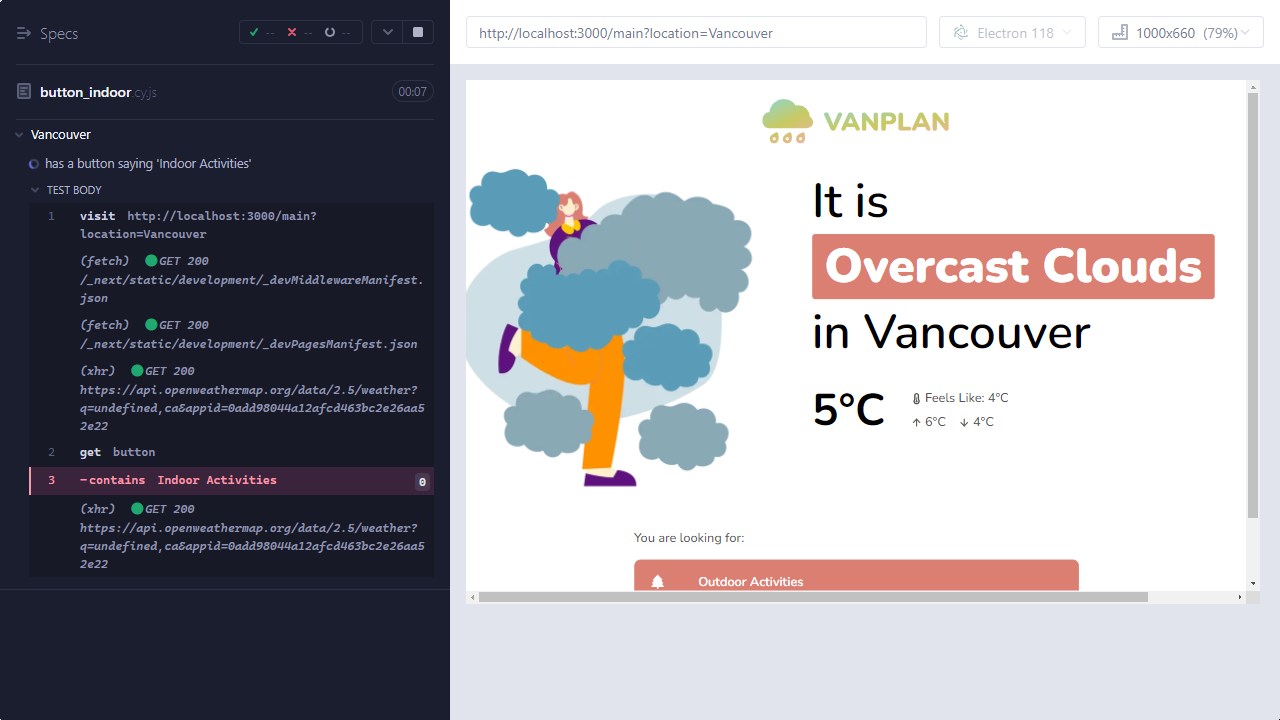 Specs
--
--
--
button_indoor.cy.js
00:07
Vancouver
has a button saying 'Indoor Activities'
TEST BODY
1 visit http://localhost:3000/main?
location=Vancouver
(fetch) GET 200
/_next/static/development/_devMiddlewareManifest.
json
(fetch) GET 200
/_next/static/development/_devPagesManifest.json
(xhr) GET 200
https://api.openweathermap.org/data/2.5/weather?
q=undefined,ca&appid=0add98044a12afcd463bc2e26aa5
2e22
2 get button
3 -contains Indoor Activities 0
(xhr) GET 200
https://api.openweathermap.org/data/2.5/weather?
q=undefined,ca&appid=0add98044a12afcd463bc2e26aa5
2e22
http://localhost:3000/main?location=Vancouver
Electron 118
1000x660 (79%)
VANPLAN
It is
Overcast Clouds
in Vancouver
5°C
Feels Like: 4°C
↑ 6°C ↓ 4°C
You are looking for:
Outdoor Activities